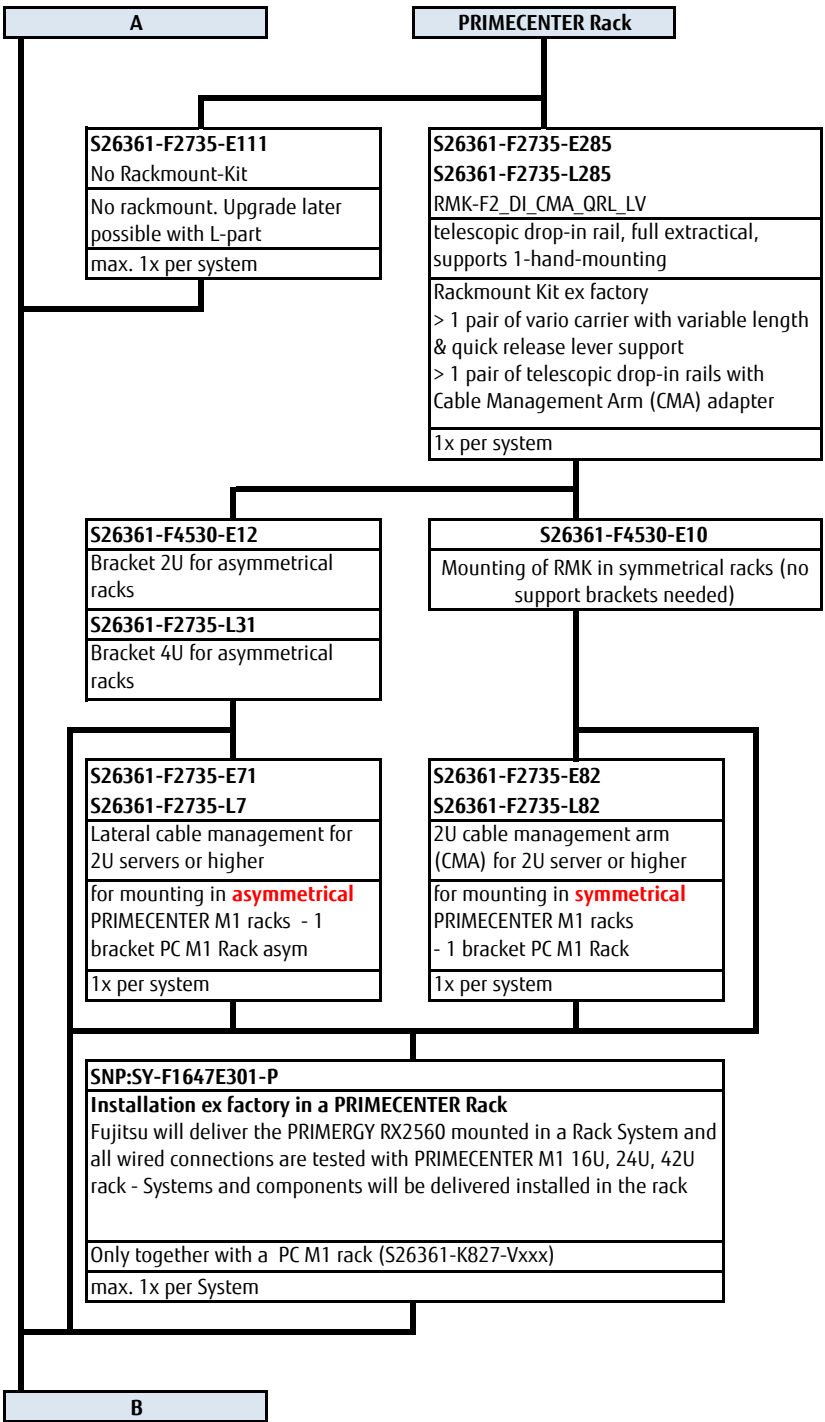 A
PRIMECENTER Rack
S26361-F2735-E111
No Rackmount-Kit
No rackmount. Upgrade later
possible with L-part
max. 1x per system
S26361-F2735-E285
S26361-F2735-L285
RMK-F2_DI_CMA_QRL_LV
telescopic drop-in rail, full extractical,
supports 1-hand-mounting
Rackmount Kit ex factory
> 1 pair of vario carrier with variable length
& quick release lever support
> 1 pair of telescopic drop-in rails with
Cable Management Arm (CMA) adapter
1x per system
S26361-F4530-E12
Bracket 2U for asymmetrical
racks
S26361-F2735-L31
Bracket 4U for asymmetrical
racks
S26361-F4530-E10
Mounting of RMK in symmetrical racks (no
support brackets needed)
S26361-F2735-E71
S26361-F2735-L7
Lateral cable management for
2U servers or higher
for mounting in asymmetrical
PRIMECENTER M1 racks - 1
bracket PC M1 Rack asym
1x per system
S26361-F2735-E82
S26361-F2735-L82
2U cable management arm
(CMA) for 2U server or higher
for mounting in symmetrical
PRIMECENTER M1 racks
- 1 bracket PC M1 Rack
1x per system
SNP:SY-F1647E301-P
Installation ex factory in a PRIMECENTER Rack
Fujitsu will deliver the PRIMERGY RX2560 mounted in a Rack System and
all wired connections are tested with PRIMECENTER M1 16U, 24U, 42U
rack - Systems and components will be delivered installed in the rack
Only together with a PC M1 rack (S26361-K827-Vxxx)
max. 1x per System
B